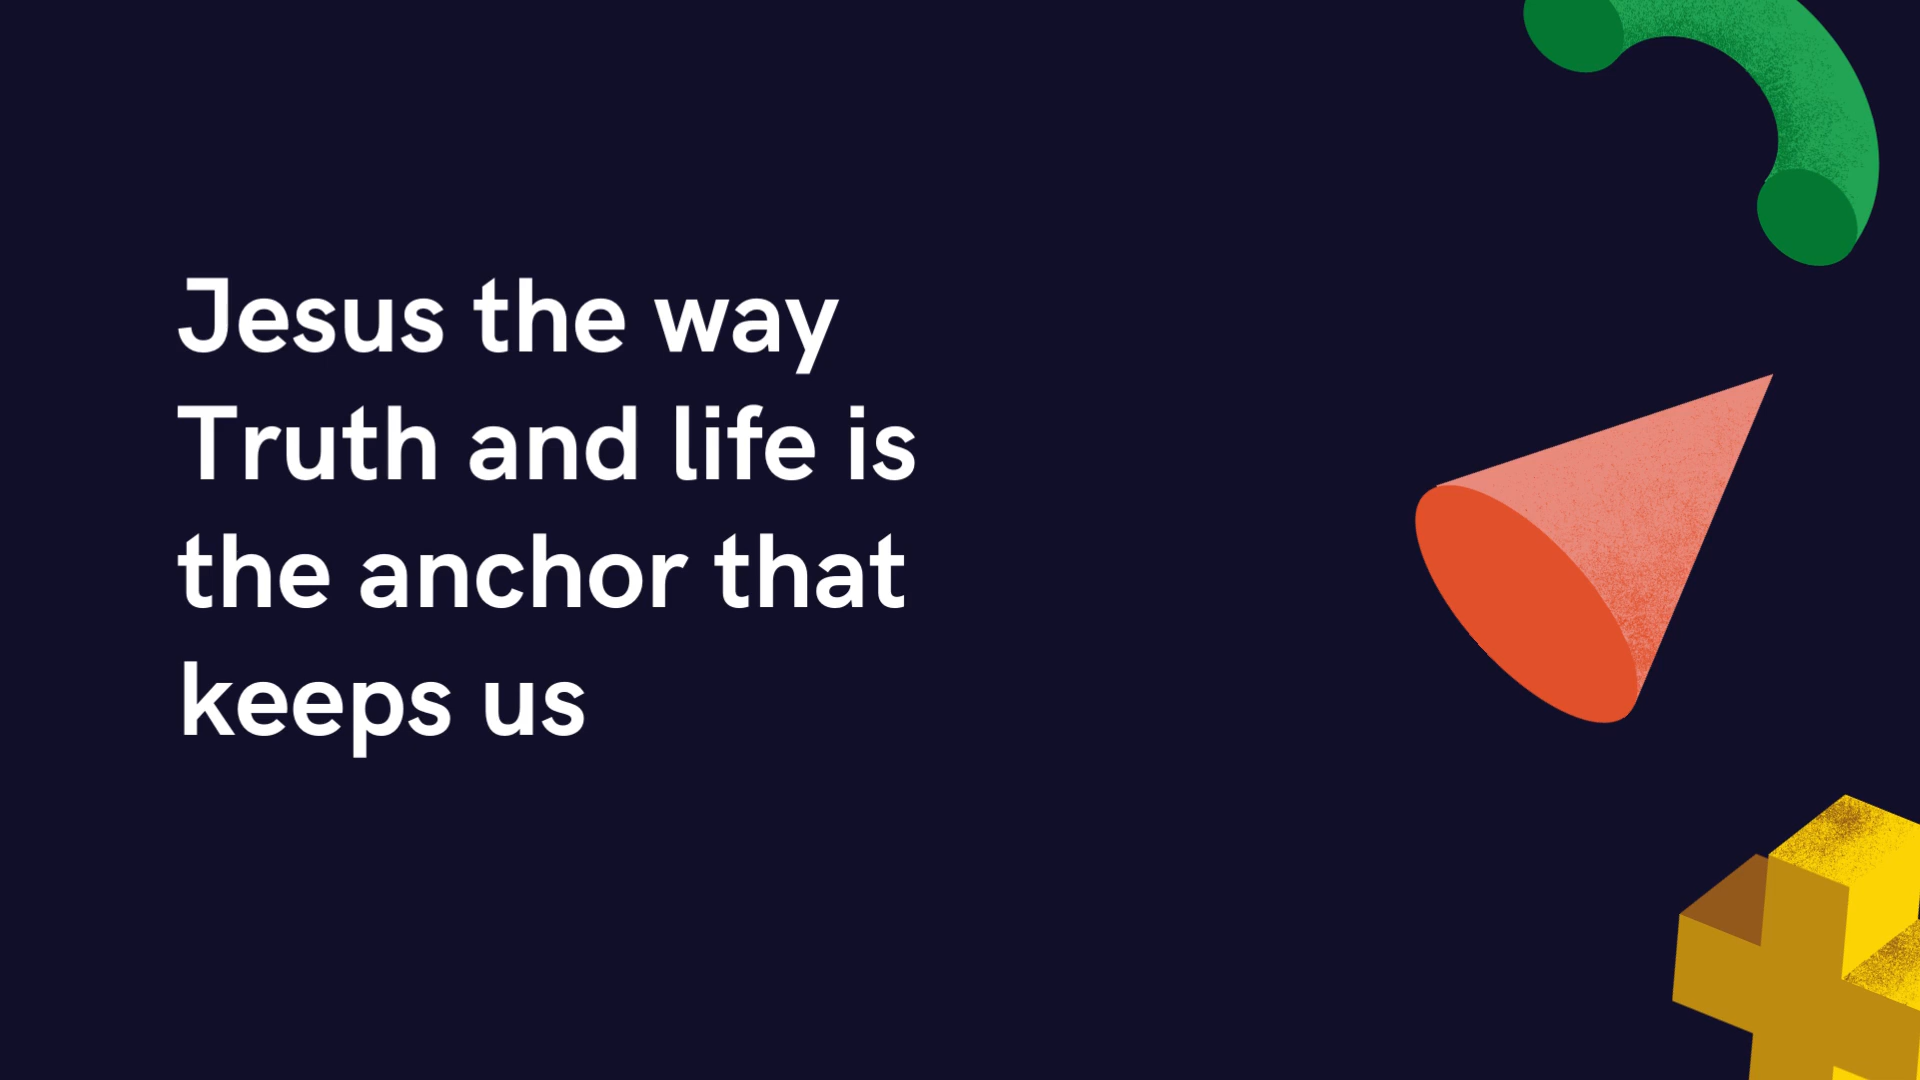 Jesus the way
Truth and life is
the anchor that
keeps us